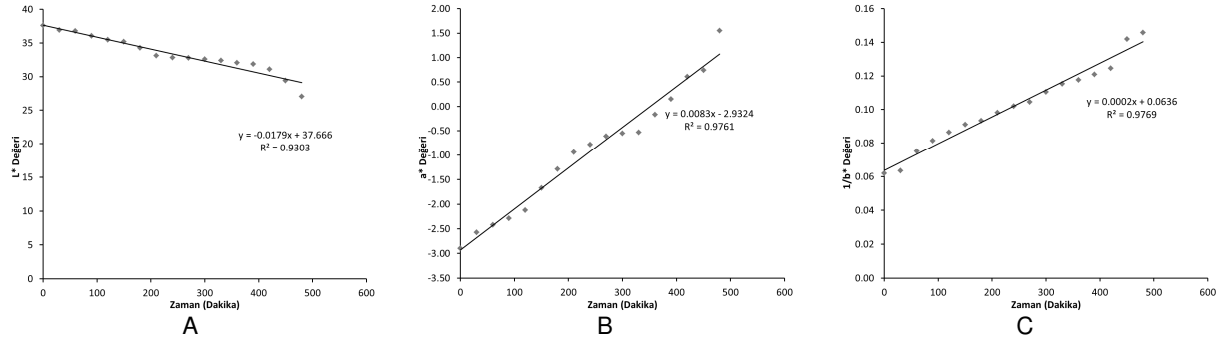 40
35
30
25
20
15
10
5
0
L* Değeri
y = -0.0179x + 37.666
R² = 0.9303
0 100 200 300 400 500 600
Zaman (Dakika)
A
2.00
1.50
1.00
0.50
0.00
-0.50
-1.00
-1.50
-2.00
-2.50
-3.00
-3.50
a* Değeri
y = 0.0083x - 2.9324
R² = 0.9761
0 100 200 300 400 500 600
Zaman (Dakika)
B
0.16
0.14
0.12
0.10
0.08
0.06
0.04
0.02
0.00
1/b* Değeri
y = 0.0002x + 0.0636
R² = 0.9769
0 100 200 300 400 500 600
Zaman (Dakika)
C